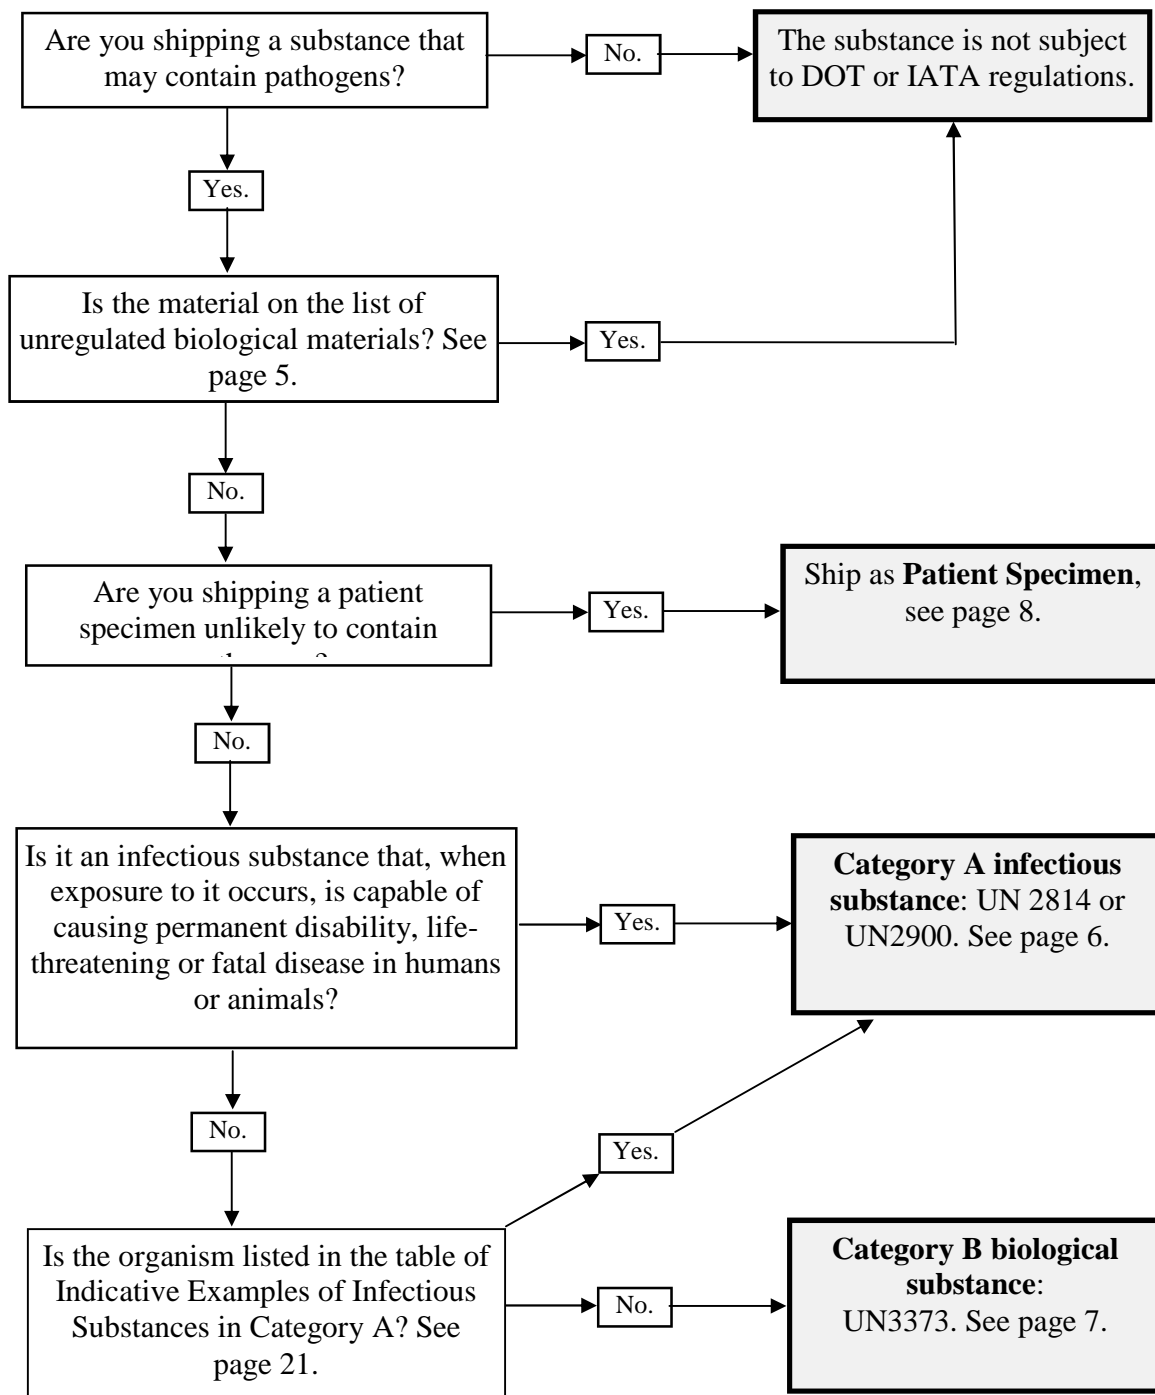 Are you shipping a substance that
may contain pathogens?
No.
The substance is not subject
to DOT or IATA regulations.
Yes.
Is the material on the list of
unregulated biological materials? See
page 5.
Yes.
No.
Are you shipping a patient
specimen unlikely to contain
Yes.
Ship as Patient Specimen,
see page 8.
No.
Is it an infectious substance that, when
exposure to it occurs, is capable of
causing permanent disability, life-
threatening or fatal disease in humans
or animals?
Yes.
Category A infectious
substance: UN 2814 or
UN2900. See page 6.
No.
Yes.
Is the organism listed in the table of
Indicative Examples of Infectious
Substances in Category A? See
page 21.
No.
Category B biological
substance:
UN3373. See page 7.